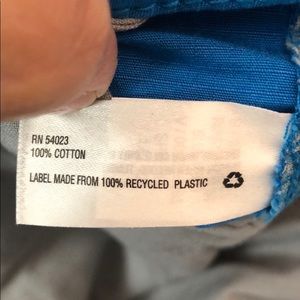 RN 54023
100% COTTON
LABEL MADE FROM 100% RECYCLED PLASTIC